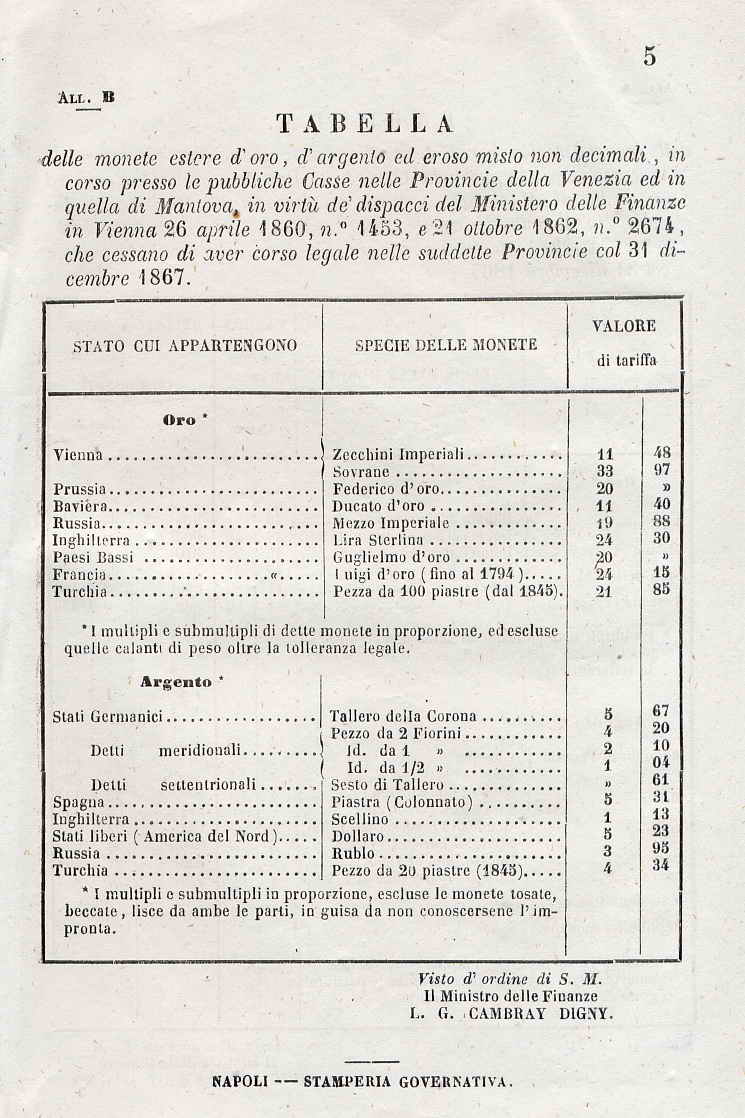 5
ALL. B
TABELLA
delle monete estere d'oro, d'argento ed eroso misto non decimali, in
corso presso le pubbliche Casse nelle Provincie della Venezia ed in
quella di Mantova, in virtù de' dispacci del Ministero delle Finanze
in Vienna 26 aprile 1860, n.º 1453, e 21 ottobre 1862, n.º 2674,
che cessano di aver corso legale nelle suddette Provincie col 31 di-
cembre 1867.
STATO CUI APPARTENGONO SPECIE DELLE MONETE VALORE di tariffa
Oro *
Vienna ........................ Zecchini Imperiali............ 11 48
Sovrane .................... 33 97
Prussia........................ Federico d'oro............... 20 »
Bavièra........................ Ducato d'oro ................ 11 40
Russia......................... Mezzo Imperiale ............. 19 88
Inghilterra ..................... Lira Sterlina ................ 24 30
Paesi Bassi .................... Guglielmo d'oro ............. 20 »
Francia...................«..... Luigi d'oro (fino al 1794)..... 24 15
Turchia........................ Pezza da 100 piastre (dal 1845). 21 85
* I multipli e submultipli di dette monete in proporzione, ed escluse
quelle calanti di peso oltre la tolleranza legale.
Argento *
Stati Germanici.................. Tallero della Corona .......... 5 67
Pezzo da 2 Fiorini............ 4 20
Detti meridionali......... Id. da 1 » ............ 2 10
Id. da 1/2 » ............ 1 04
Detti settentrionali....... Sesto di Tallero .............. » 61
Spagna......................... Piastra (Colonnato) .......... 5 31
Inghilterra ..................... Scellino .................... 1 13
Stati liberi (America del Nord)..... Dollaro..................... 5 23
Russia ......................... Rublo...................... 3 95
Turchia ........................ Pezzo da 20 piastre (1845)..... 4 34
* I multipli e submultipli in proporzione, escluse le monete tosate,
beccate, lisce da ambe le parti, in guisa da non conoscersene l'im-
pronta.
Visto d'ordine di S. M.
Il Ministro delle Finanze
L. G. CAMBRAY DIGNY.
NAPOLI -- STAMPERIA GOVERNATIVA.